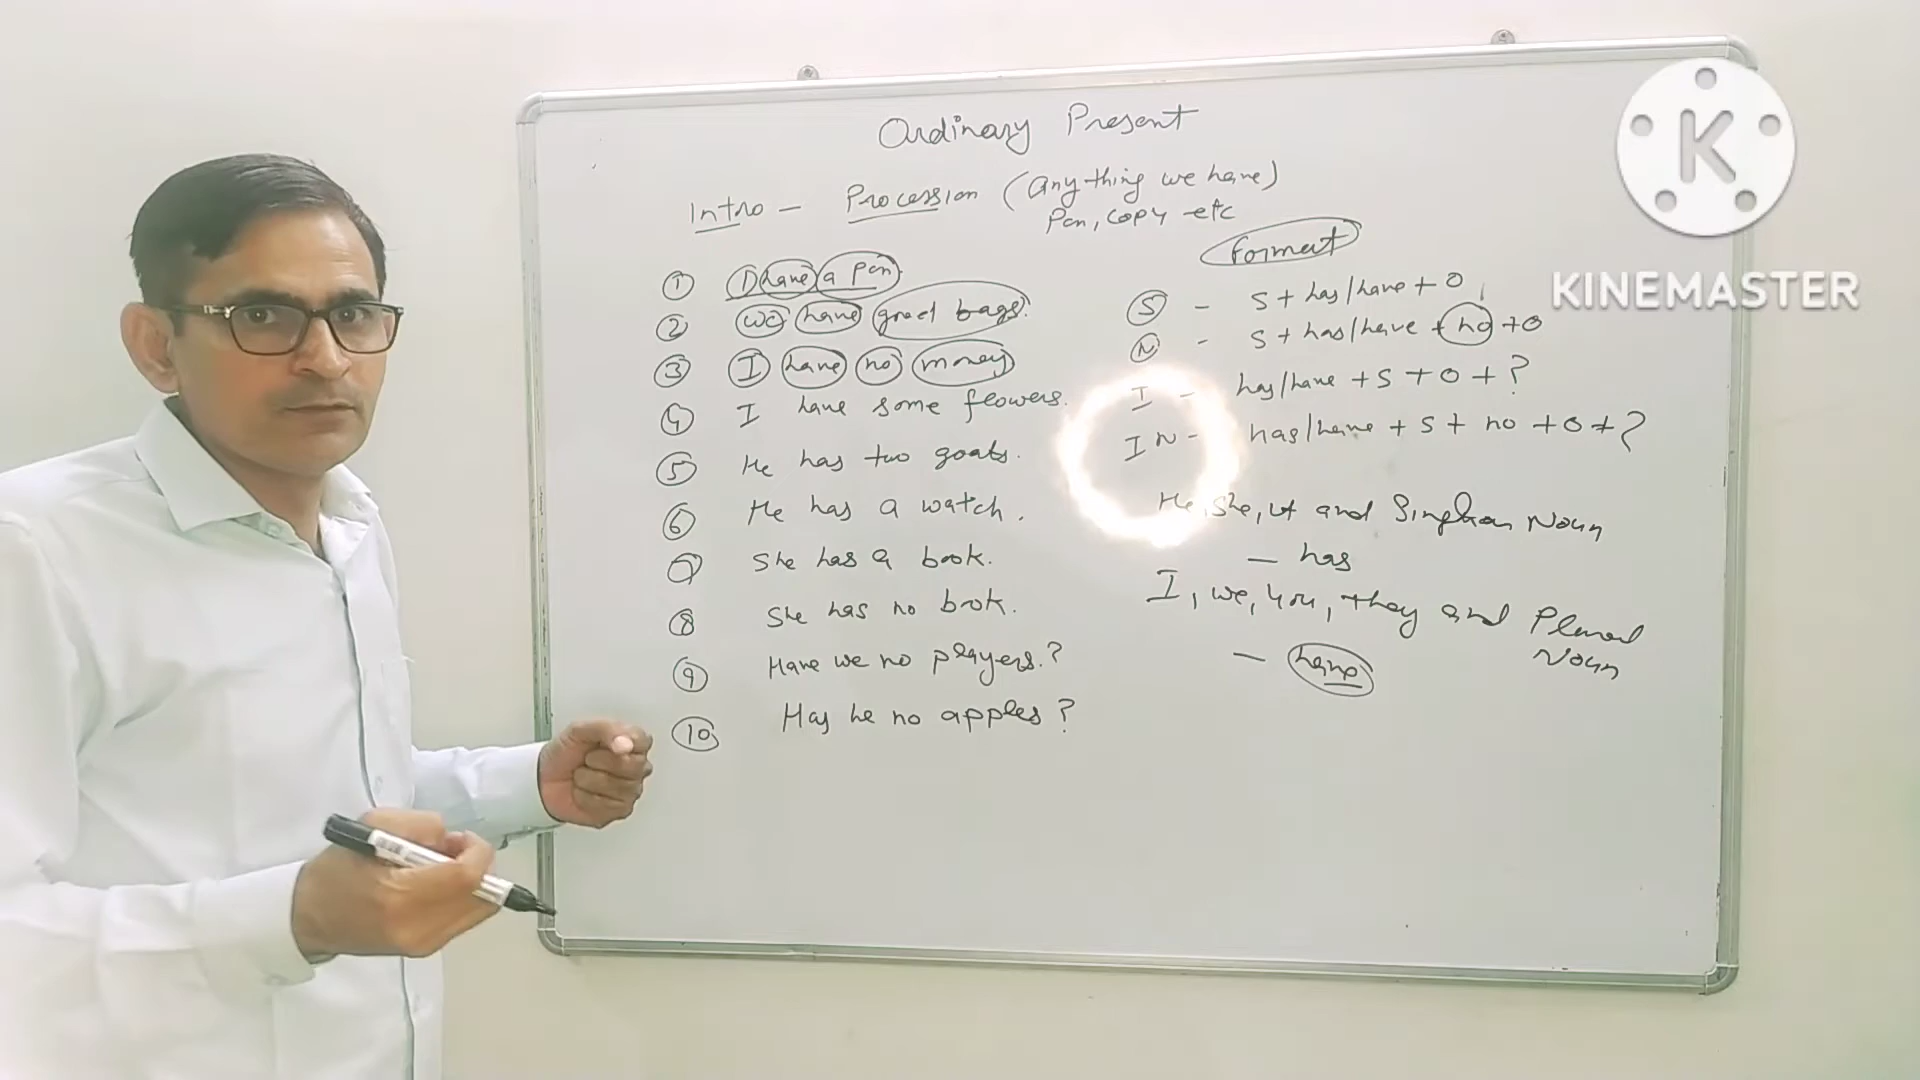 Ordinary Present
Intro - Procession (anything we have)
Pen, copy etc
① I have a pen
② we have great bags.
③ I have no money
④ I have some flowers.
⑤ He has two goats.
⑥ He has a watch.
⑦ She has a book.
⑧ She has no book.
⑨ Have we no players.?
⑩ Has he no apples?
Format
Ⓢ - S + has/have + O
Ⓝ - S + has/have + no + O
I - has/have + S + O + ?
IN - has/have + S + no + O + ?
He, She, it and Singular Noun
- has
I, we, you, they and Plural
Noun
- have
K
KINEMASTER